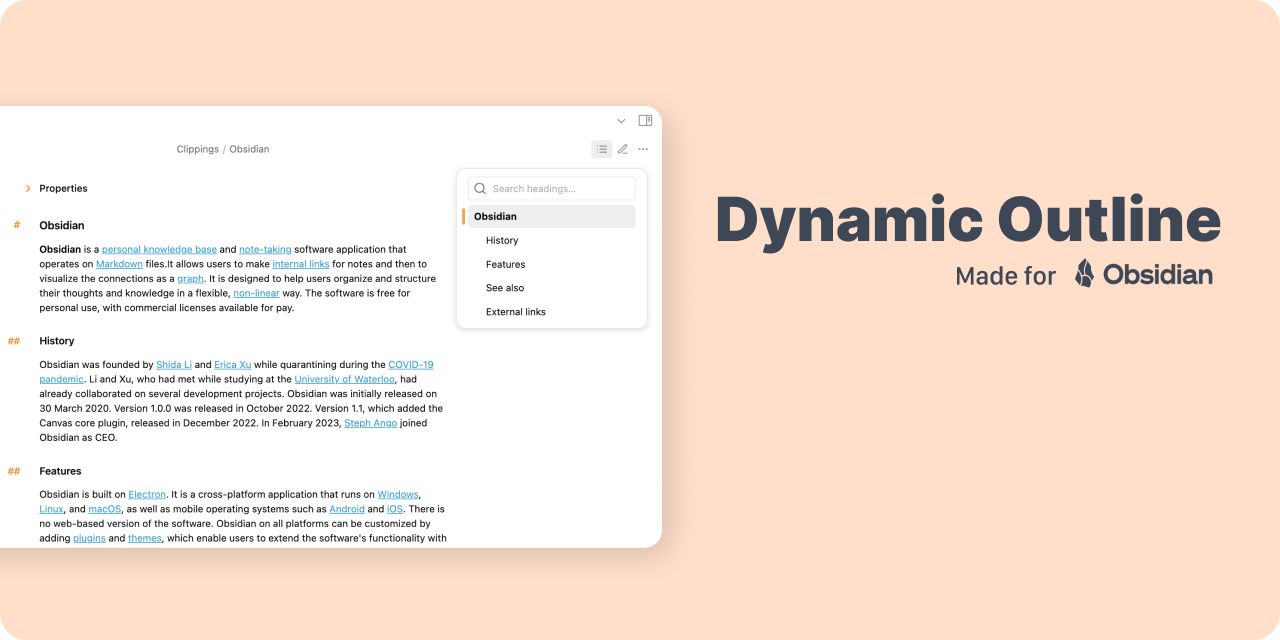 Clippings / Obsidian
Properties
# Obsidian
Obsidian is a personal knowledge base and note-taking software application that
operates on Markdown files.It allows users to make internal links for notes and then to
visualize the connections as a graph. It is designed to help users organize and structure
their thoughts and knowledge in a flexible, non-linear way. The software is free for
personal use, with commercial licenses available for pay.
## History
Obsidian was founded by Shida Li and Erica Xu while quarantining during the COVID-19
pandemic. Li and Xu, who had met while studying at the University of Waterloo, had
already collaborated on several development projects. Obsidian was initially released on
30 March 2020. Version 1.0.0 was released in October 2022. Version 1.1, which added the
Canvas core plugin, released in December 2022. In February 2023, Steph Ango joined
Obsidian as CEO.
## Features
Obsidian is built on Electron. It is a cross-platform application that runs on Windows,
Linux, and macOS, as well as mobile operating systems such as Android and iOS. There is
no web-based version of the software. Obsidian on all platforms can be customized by
adding plugins and themes, which enable users to extend the software's functionality with
Search headings...
Obsidian
History
Features
See also
External links
Dynamic Outline
Made for Obsidian